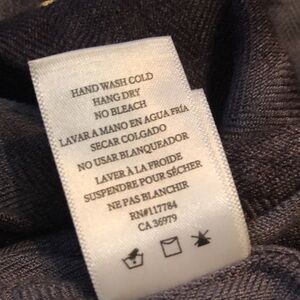 HAND WASH COLD
HANG DRY
NO BLEACH
LAVAR A MANO EN AGUA FRÍA
SECAR COLGADO
NO USAR BLANQUEADOR
LAVER À LA FROIDE
SUSPENDRE POUR SÉCHER
NE PAS BLANCHIR
RN#117784
CA 36979